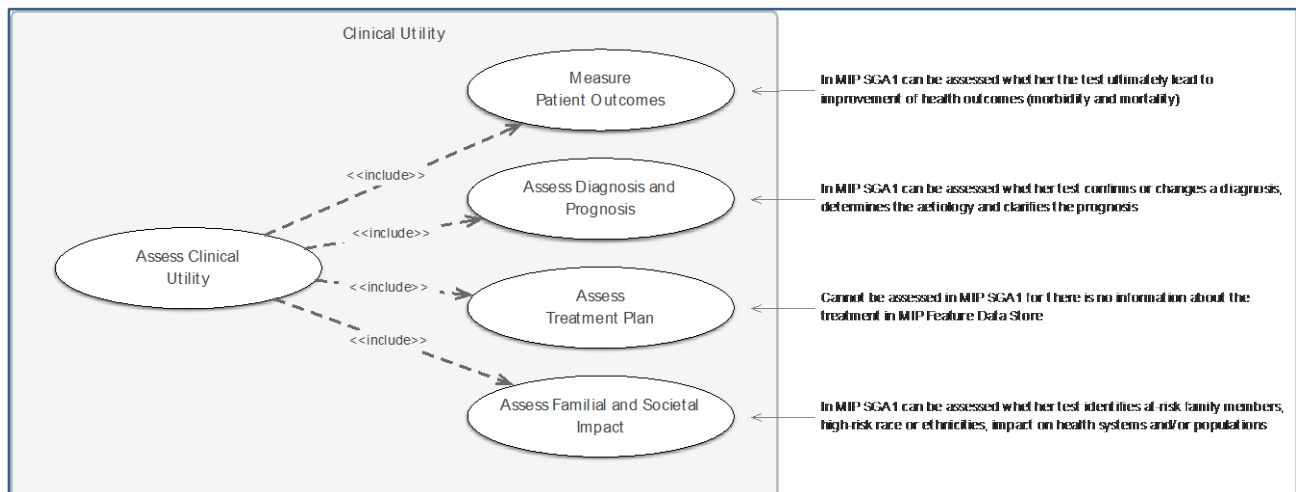 Clinical Utility
Measure
Patient Outcomes
In MIP SGA1 can be assessed whether the test ultimately lead to
improvement of health outcomes (morbidity and mortality)
<<include>>
Assess Diagnosis and
Prognosis
In MIP SGA1 can be assessed whether test confirms or changes a diagnosis,
determines the aetiology and clarifies the prognosis
<<include>>
Assess Clinical
Utility
<<include>>
Assess
Treatment Plan
Cannot be assessed in MIP SGA1 for there is no information about the
treatment in MIP Feature Data Store
<<include>>
Assess Familial and Societal
Impact
In MIP SGA1 can be assessed whether test identifies at-risk family members,
high-risk race or ethnicities, impact on health systems and/or populations